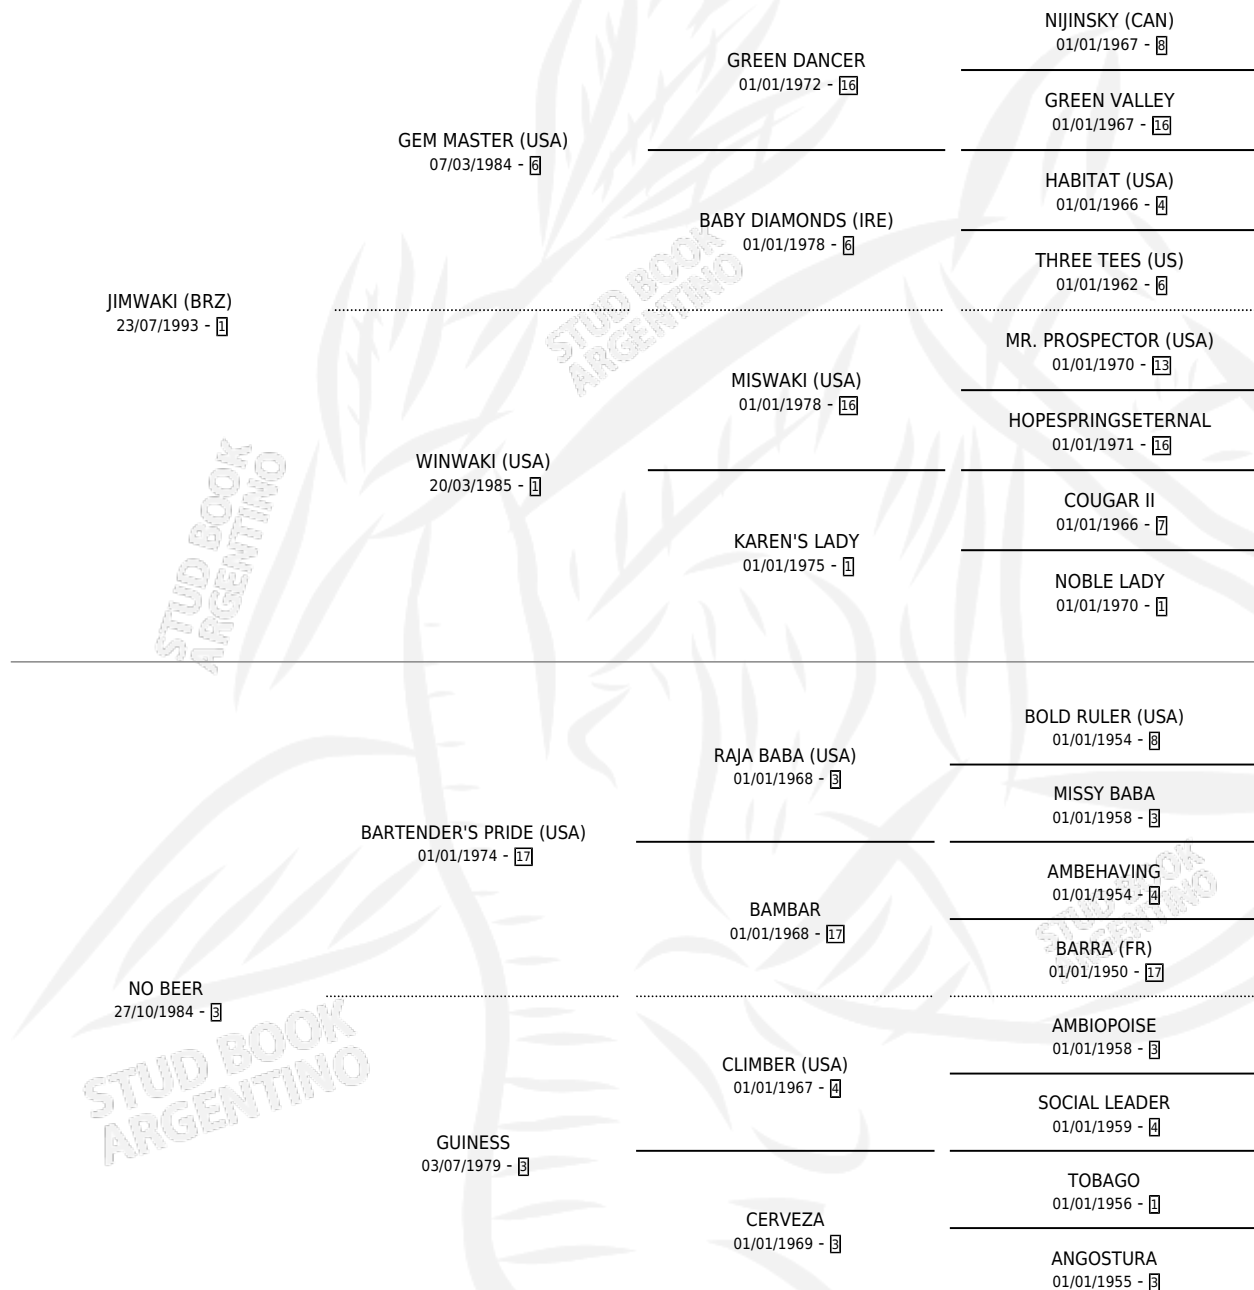 NIJINSKY (CAN)
01/01/1967 - 8
GREEN DANCER
01/01/1972 - 16
GREEN VALLEY
01/01/1967 - 16
GEM MASTER (USA)
07/03/1984 - 6
HABITAT (USA)
01/01/1966 - 4
BABY DIAMONDS (IRE)
01/01/1978 - 6
THREE TEES (US)
01/01/1962 - 6
JIMWAKI (BRZ)
23/07/1993 - 1
MR. PROSPECTOR (USA)
01/01/1970 - 13
MISWAKI (USA)
01/01/1978 - 16
HOPESPRINGSETERNAL
01/01/1971 - 16
WINWAKI (USA)
20/03/1985 - 1
COUGAR II
01/01/1966 - 7
KAREN'S LADY
01/01/1975 - 1
NOBLE LADY
01/01/1970 - 1
BOLD RULER (USA)
01/01/1954 - 8
RAJA BABA (USA)
01/01/1968 - 3
MISSY BABA
01/01/1958 - 3
BARTENDER'S PRIDE (USA)
01/01/1974 - 17
AMBEHAVING
01/01/1954 - 4
BAMBAR
01/01/1968 - 17
BARRA (FR)
01/01/1950 - 17
NO BEER
27/10/1984 - 3
AMBIOPOISE
01/01/1958 - 3
CLIMBER (USA)
01/01/1967 - 4
SOCIAL LEADER
01/01/1959 - 4
GUINESS
03/07/1979 - 3
TOBAGO
01/01/1956 - 1
CERVEZA
01/01/1969 - 3
ANGOSTURA
01/01/1955 - 3
STUD BOOK
ARGENTINO
STUD BOOK
ARGENTINO
STUD BOOK
ARGENTINO
STUD BOOK
ARGENTINO